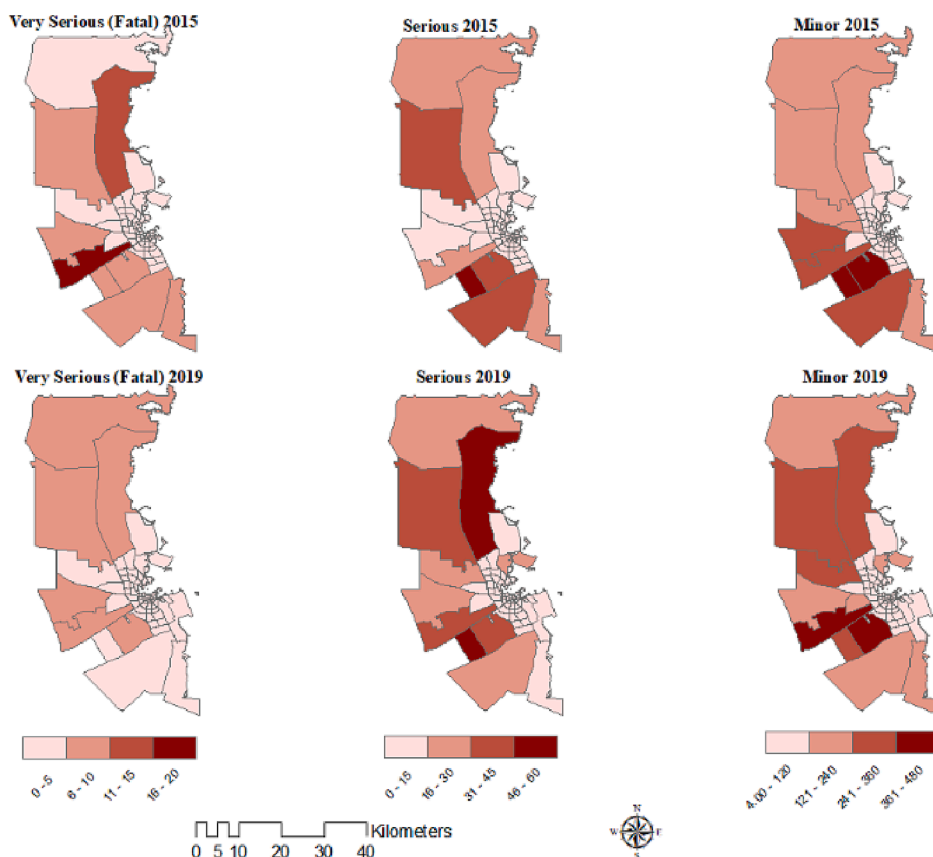 Very Serious (Fatal) 2015
Serious 2015
Minor 2015
Very Serious (Fatal) 2019
Serious 2019
Minor 2019
0 - 5
6 - 10
11 - 15
16 - 20
0 - 15
16 - 30
31 - 45
46 - 60
4.00 - 120
121 - 240
241 - 360
361 - 480
Kilometers
0 5 10 20 30 40
N
W E
S